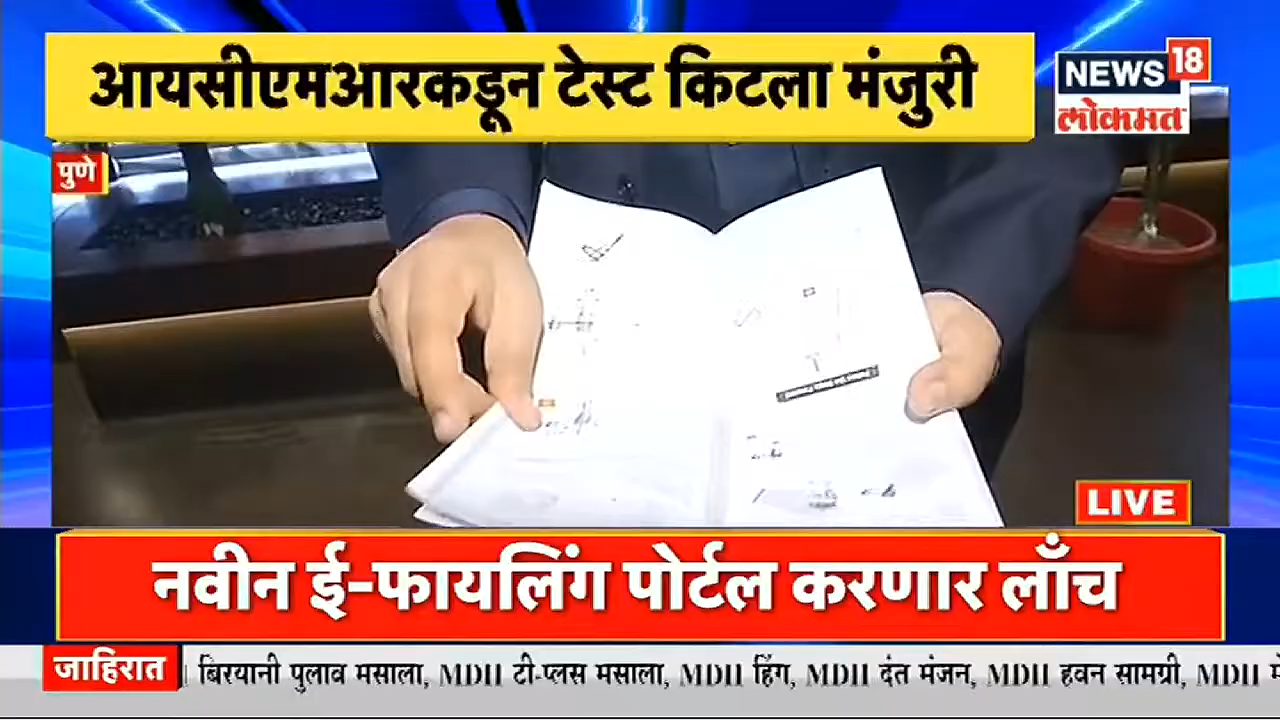 आयसीएमआरकडून टेस्ट किटला मंजुरी
NEWS 18
लोकमत
पुणे
LIVE
नवीन ई-फायलिंग पोर्टल करणार लाँच
जाहिरात
बिरयानी पुलाव मसाला, MDH टी-प्लस मसाला, MDH हिंग, MDH दंत मंजन, MDH हवन सामग्री, MDH